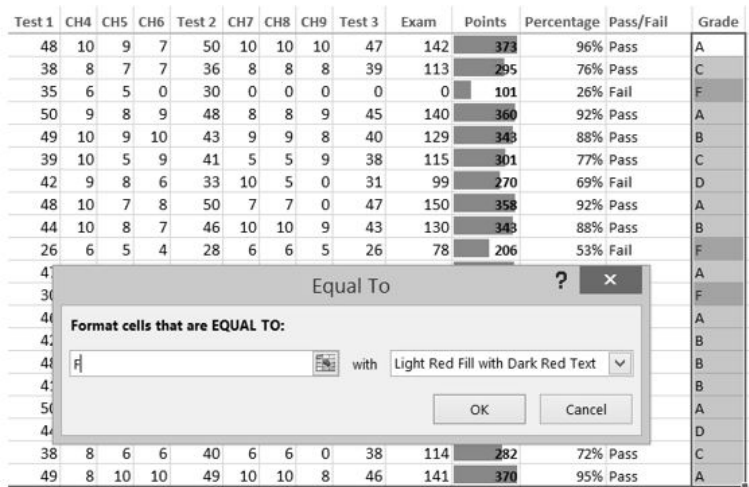 Test 1 CH4 CH5 CH6 Test 2 CH7 CH8 CH9 Test 3 Exam Points Percentage Pass/Fail Grade
48 10 9 7 50 10 10 10 47 142 373 96% Pass A
38 8 7 7 36 8 8 8 39 113 295 76% Pass C
35 6 5 0 30 0 0 0 0 0 101 26% Fail F
50 9 8 9 48 8 8 9 45 140 360 92% Pass A
49 10 9 10 43 9 9 8 40 129 343 88% Pass B
39 10 5 9 41 5 5 9 38 115 301 77% Pass C
42 9 8 6 33 10 5 0 31 99 270 69% Fail D
48 10 7 8 50 7 7 0 47 150 358 92% Pass A
44 10 8 7 46 10 10 9 43 130 343 88% Pass B
26 6 5 4 28 6 6 5 26 78 206 53% Fail F
A
F
A
B
B
B
A
D
Equal To ? ×
Format cells that are EQUAL TO:
F with Light Red Fill with Dark Red Text
OK Cancel
38 8 6 6 40 6 6 0 38 114 282 72% Pass C
49 8 10 10 49 10 10 8 46 141 370 95% Pass A